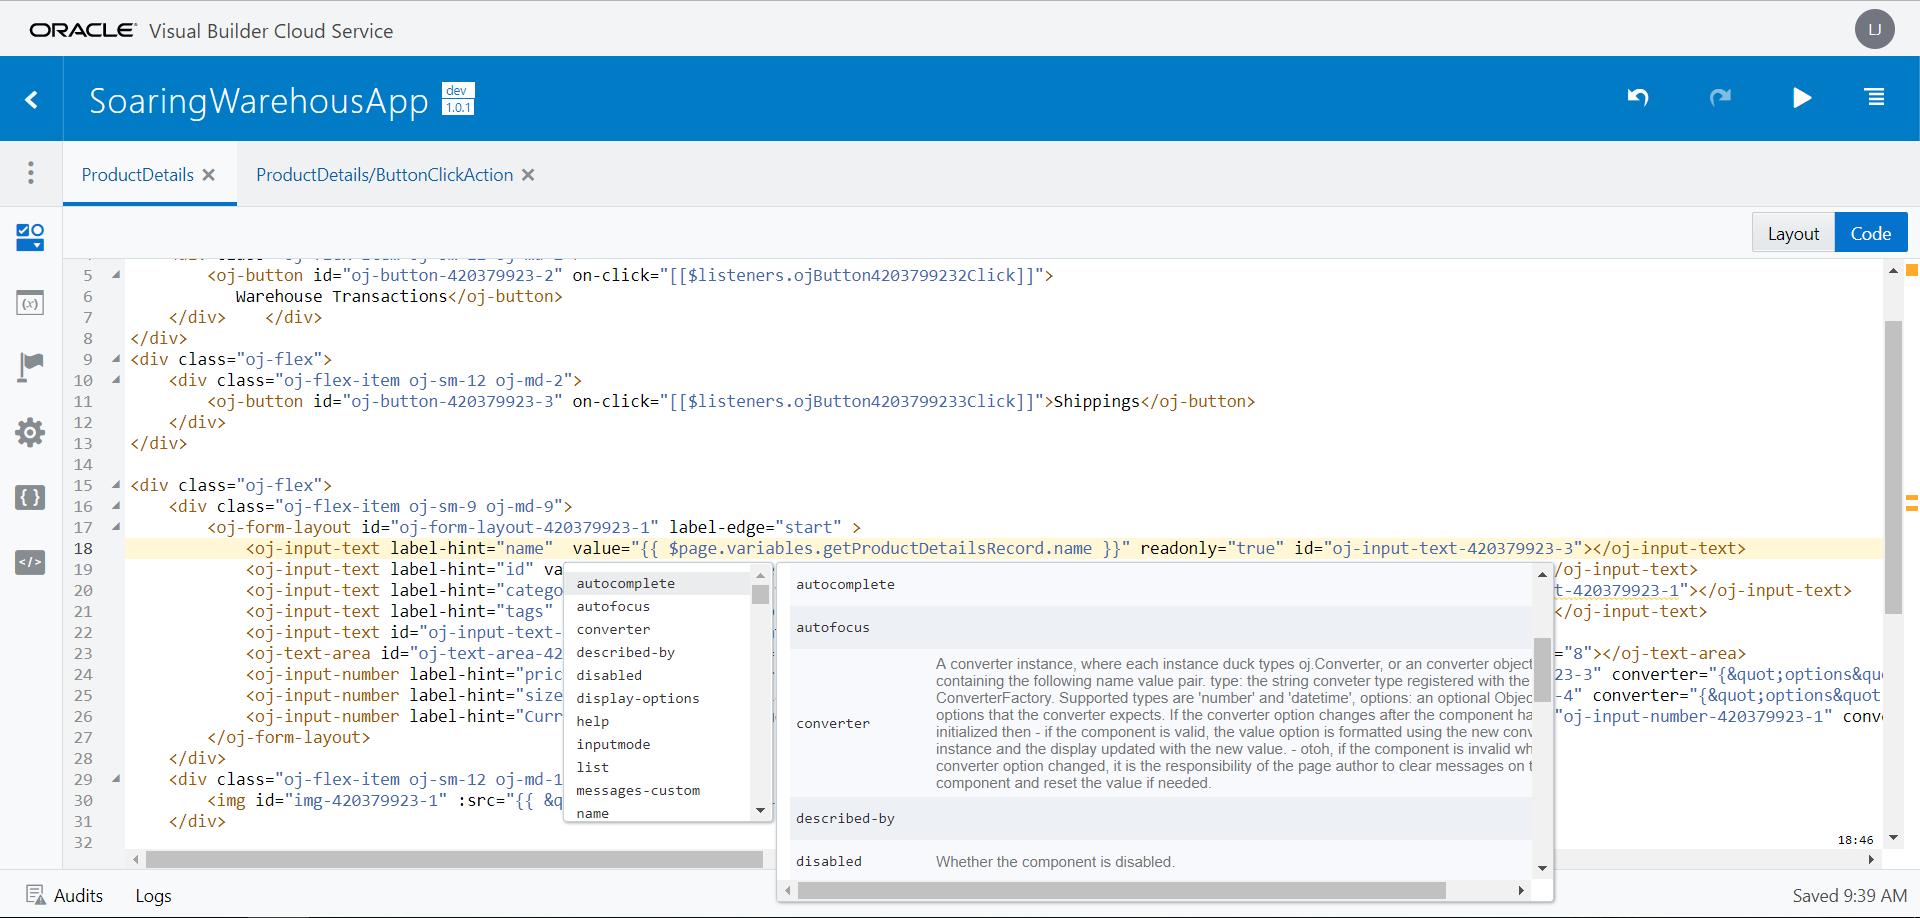 ORACLE Visual Builder Cloud Service
IJ
SoaringWarehousApp dev 1.0.1
ProductDetails ProductDetails/ButtonClickAction
Layout Code
5 <oj-button id="oj-button-420379923-2" on-click="[[$listeners.ojButton4203799232Click]]">
6 Warehouse Transactions</oj-button>
7 </div> </div>
8 </div>
9 <div class="oj-flex">
10 <div class="oj-flex-item oj-sm-12 oj-md-2">
11 <oj-button id="oj-button-420379923-3" on-click="[[$listeners.ojButton4203799233Click]]">Shippings</oj-button>
12 </div>
13 </div>
14
15 <div class="oj-flex">
16 <div class="oj-flex-item oj-sm-9 oj-md-9">
17 <oj-form-layout id="oj-form-layout-420379923-1" label-edge="start" >
18 <oj-input-text label-hint="name" value="{{ $page.variables.getProductDetailsRecord.name }}" readonly="true" id="oj-input-text-420379923-3"></oj-input-text>
19 <oj-input-text label-hint="id" va /oj-input-text>
20 <oj-input-text label-hint="catego t-420379923-1"></oj-input-text>
21 <oj-input-text label-hint="tags" </oj-input-text>
22 <oj-input-text id="oj-input-text-
23 <oj-text-area id="oj-text-area-42 ="8"></oj-text-area>
24 <oj-input-number label-hint="pric 23-3" converter="{&quot;options&qu
25 <oj-input-number label-hint="size -4" converter="{&quot;options&quot
26 <oj-input-number label-hint="Curr "oj-input-number-420379923-1" conv
27 </oj-form-layout>
28 </div>
29 <div class="oj-flex-item oj-sm-12 oj-md-1
30 <img id="img-420379923-1" :src="{{ &q
31 </div>
32
autocomplete
autofocus
converter
described-by
disabled
display-options
help
inputmode
list
messages-custom
name
autocomplete
autofocus
converter
A converter instance, where each instance duck types oj.Converter, or an converter object
containing the following name value pair. type: the string conveter type registered with the
ConverterFactory. Supported types are 'number' and 'datetime', options: an optional Objec
options that the converter expects. If the converter option changes after the component ha
initialized then - if the component is valid, the value option is formatted using the new conv
instance and the display updated with the new value. - otoh, if the component is invalid wh
converter option changed, it is the responsibility of the page author to clear messages on t
component and reset the value if needed.
described-by
disabled Whether the component is disabled.
18:46
Audits Logs
Saved 9:39 AM